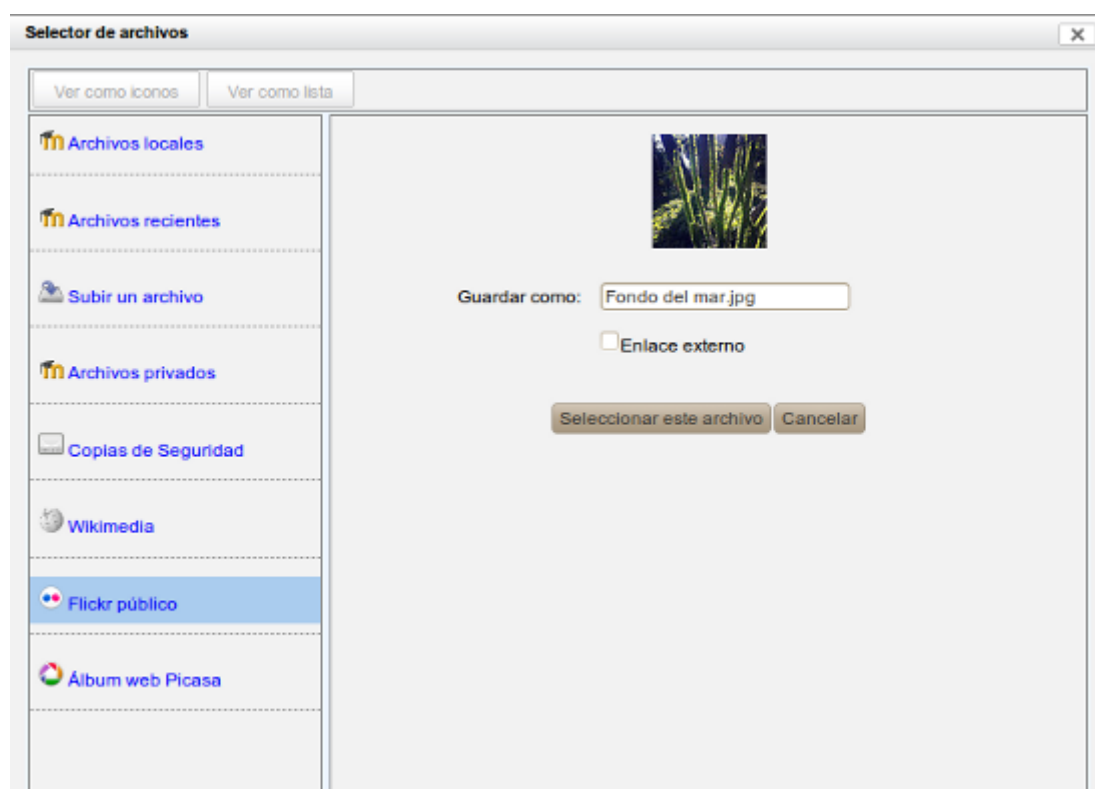 Selector de archivos
Ver como iconos Ver como lista
Archivos locales
Archivos recientes
Subir un archivo
Archivos privados
Copias de Seguridad
Wikimedia
Flickr público
Álbum web Picasa
Guardar como: Fondo del mar.jpg
Enlace externo
Seleccionar este archivo Cancelar